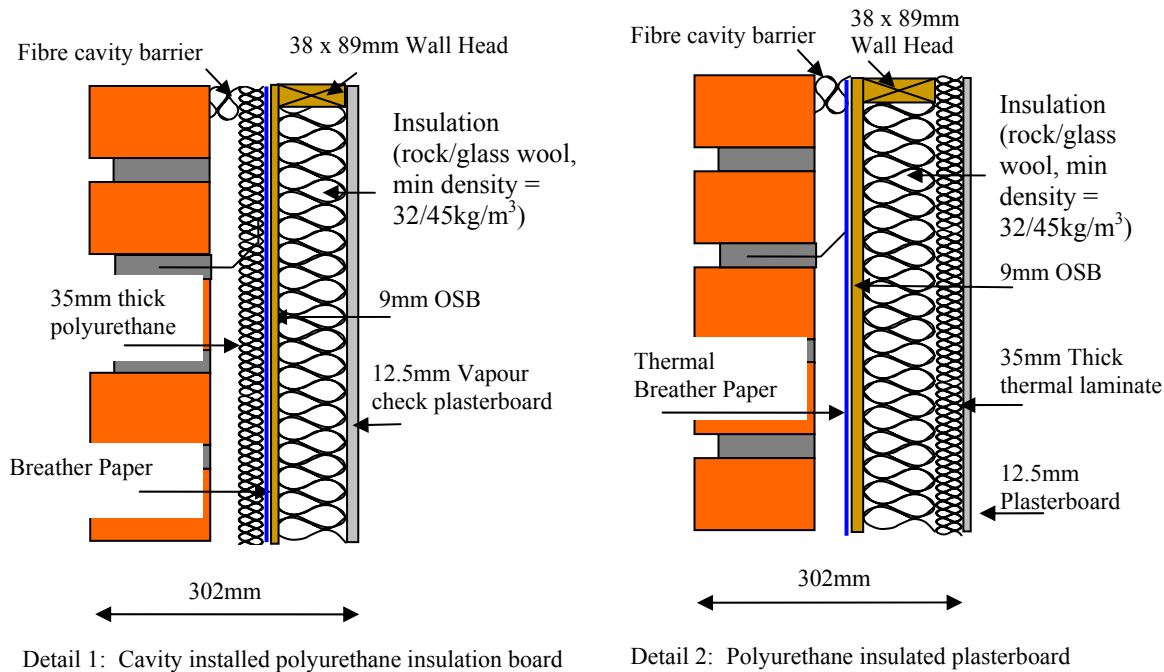 Fibre cavity barrier
38 x 89mm Wall Head
Insulation
(rock/glass wool,
min density =
32/45kg/m³)
35mm thick
polyurethane
9mm OSB
12.5mm Vapour
check plasterboard
Breather Paper
302mm
Detail 1: Cavity installed polyurethane insulation board
Fibre cavity barrier
38 x 89mm
Wall Head
Insulation
(rock/glass
wool, min
density =
32/45kg/m³)
9mm OSB
Thermal
Breather Paper
35mm Thick
thermal laminate
12.5mm
Plasterboard
302mm
Detail 2: Polyurethane insulated plasterboard